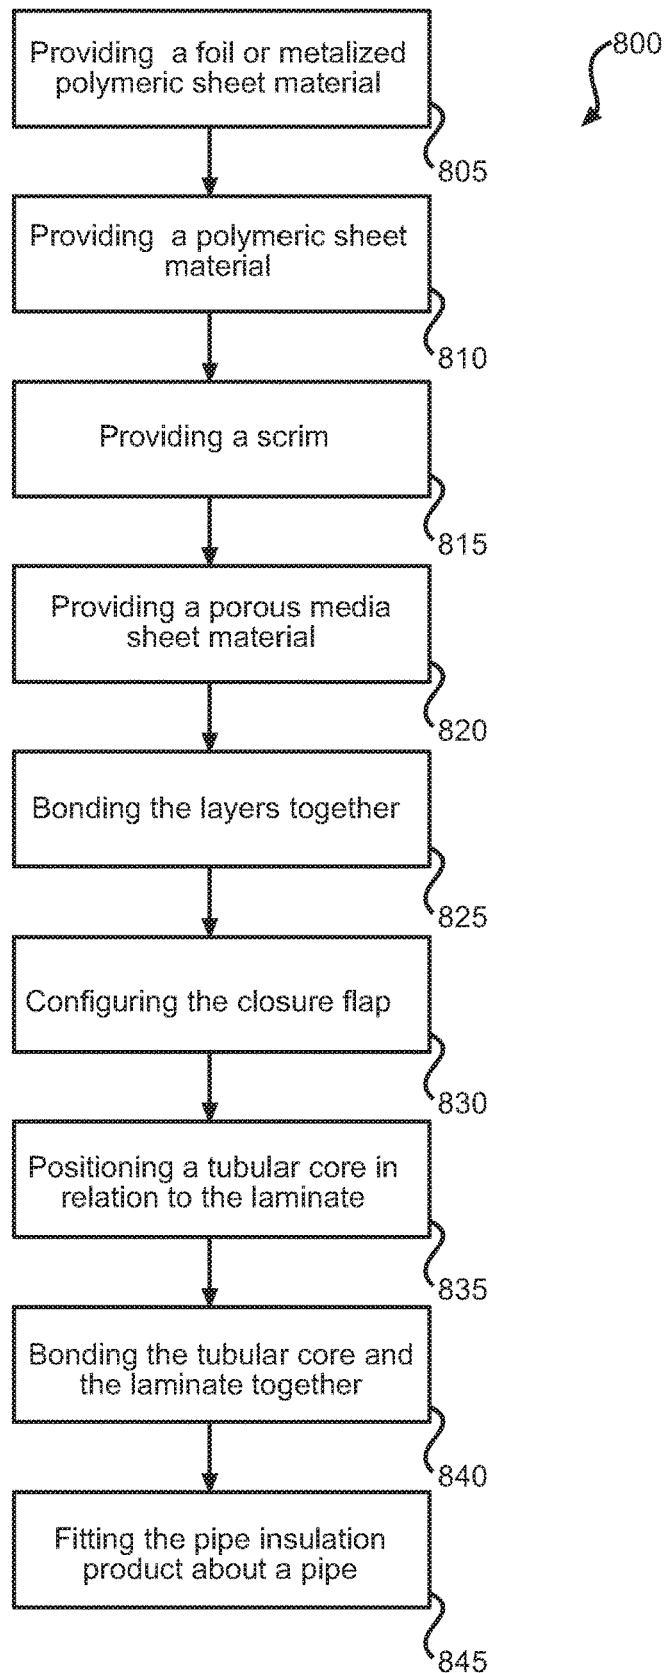 Providing a foil or metalized
polymeric sheet material
800
805
Providing a polymeric sheet
material
810
Providing a scrim
815
Providing a porous media
sheet material
820
Bonding the layers together
825
Configuring the closure flap
830
Positioning a tubular core in
relation to the laminate
835
Bonding the tubular core and
the laminate together
840
Fitting the pipe insulation
product about a pipe
845